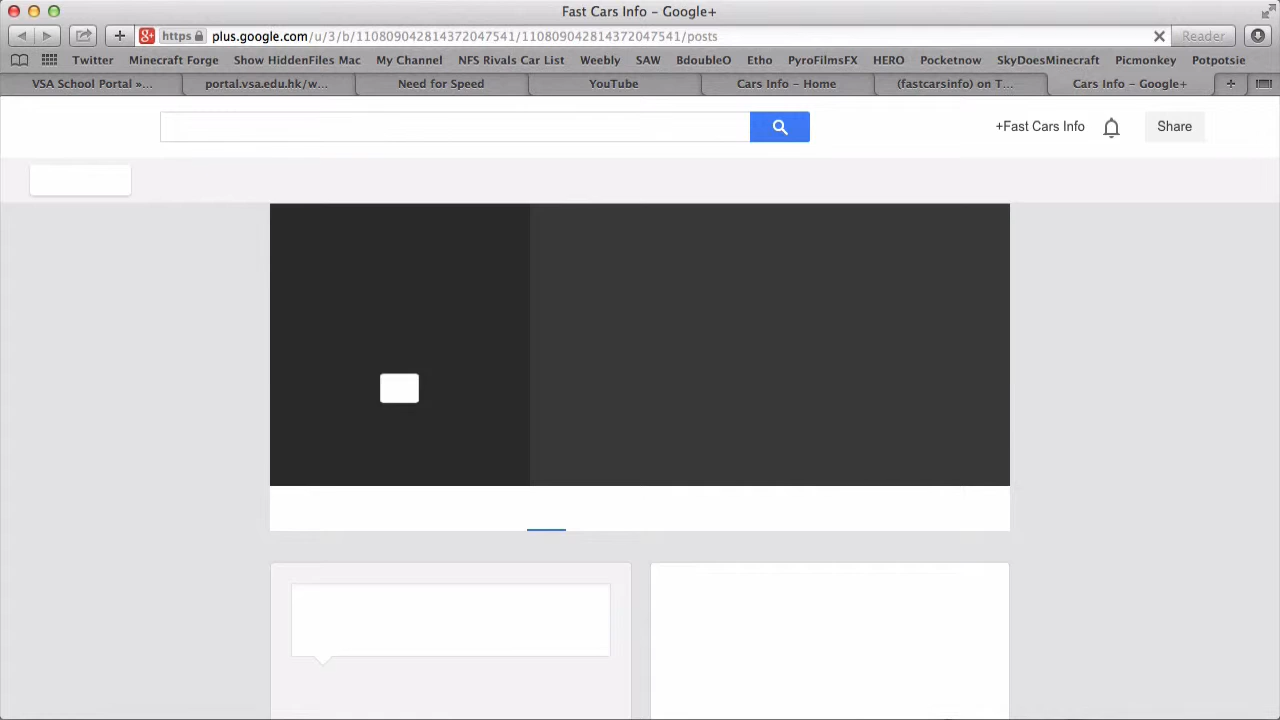 Fast Cars Info – Google+
https plus.google.com/u/3/b/110809042814372047541/110809042814372047541/posts Reader
Twitter Minecraft Forge Show HiddenFiles Mac My Channel NFS Rivals Car List Weebly SAW BdoubleO Etho PyroFilmsFX HERO Pocketnow SkyDoesMinecraft Picmonkey Potpotsie
VSA School Portal »... portal.vsa.edu.hk/w... Need for Speed YouTube Cars Info – Home (fastcarsinfo) on T... Cars Info – Google+
+Fast Cars Info Share